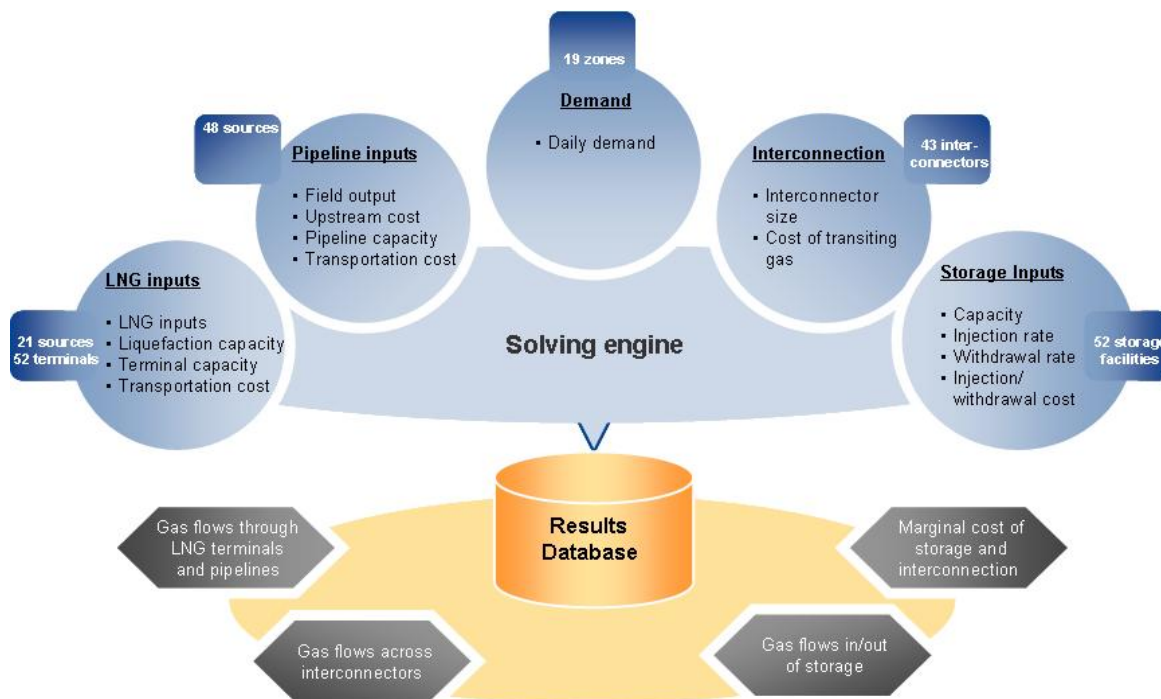 19 zones
Demand
▪ Daily demand
48 sources
Pipeline inputs
▪ Field output
▪ Upstream cost
▪ Pipeline capacity
▪ Transportation cost
43 inter-
connectors
Interconnection
▪ Interconnector
size
▪ Cost of transiting
gas
21 sources
52 terminals
LNG inputs
▪ LNG inputs
▪ Liquefaction capacity
▪ Terminal capacity
▪ Transportation cost
Storage Inputs
▪ Capacity
▪ Injection rate
▪ Withdrawal rate
▪ Injection/
withdrawal cost
52 storage
facilities
Solving engine
Results
Database
Gas flows through
LNG terminals
and pipelines
Marginal cost of
storage and
interconnection
Gas flows across
interconnectors
Gas flows in/out
of storage